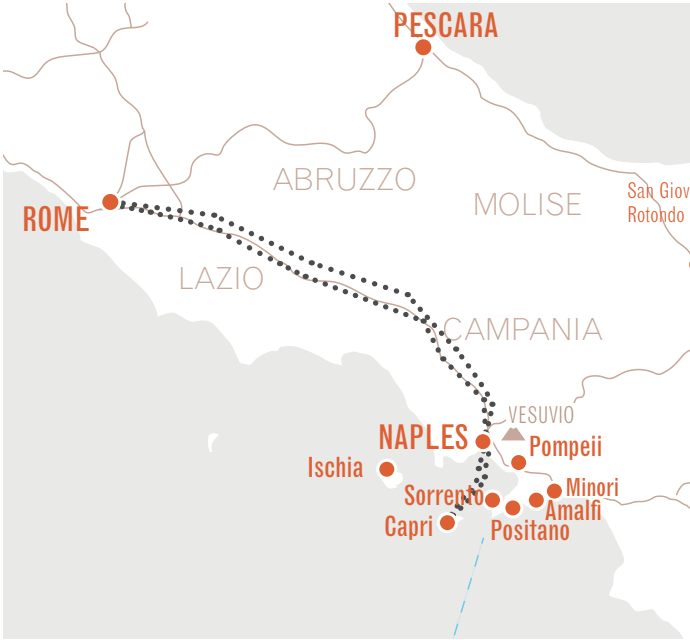 PESCARA
ABRUZZO
MOLISE
San Giov
Rotondo
ROME
LAZIO
CAMPANIA
VESUVIO
NAPLES
Pompeii
Ischia
Sorrento
Minori
Amalfi
Capri
Positano